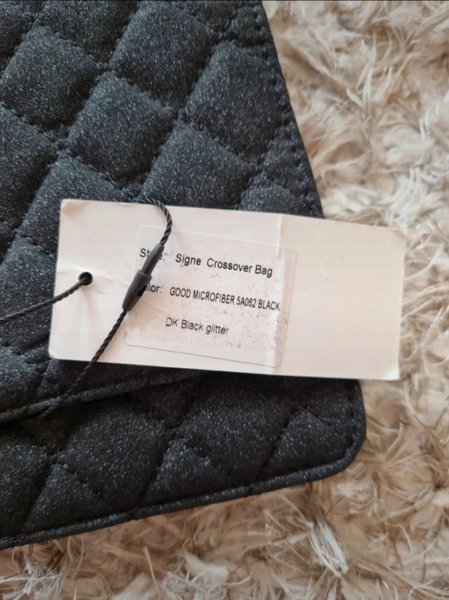 Signe Crossover Bag
GOOD MICROFIBER 5A062 BLACK
DK Black glitter